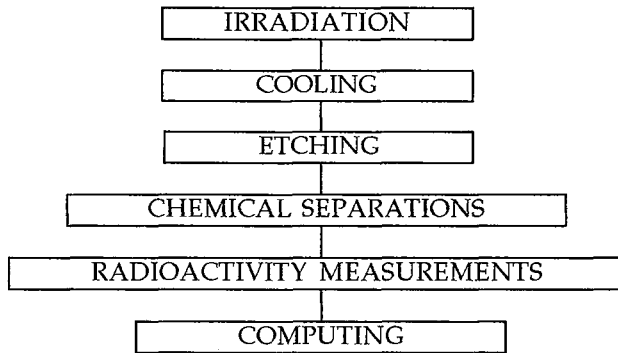 IRRADIATION
COOLING
ETCHING
CHEMICAL SEPARATIONS
RADIOACTIVITY MEASUREMENTS
COMPUTING